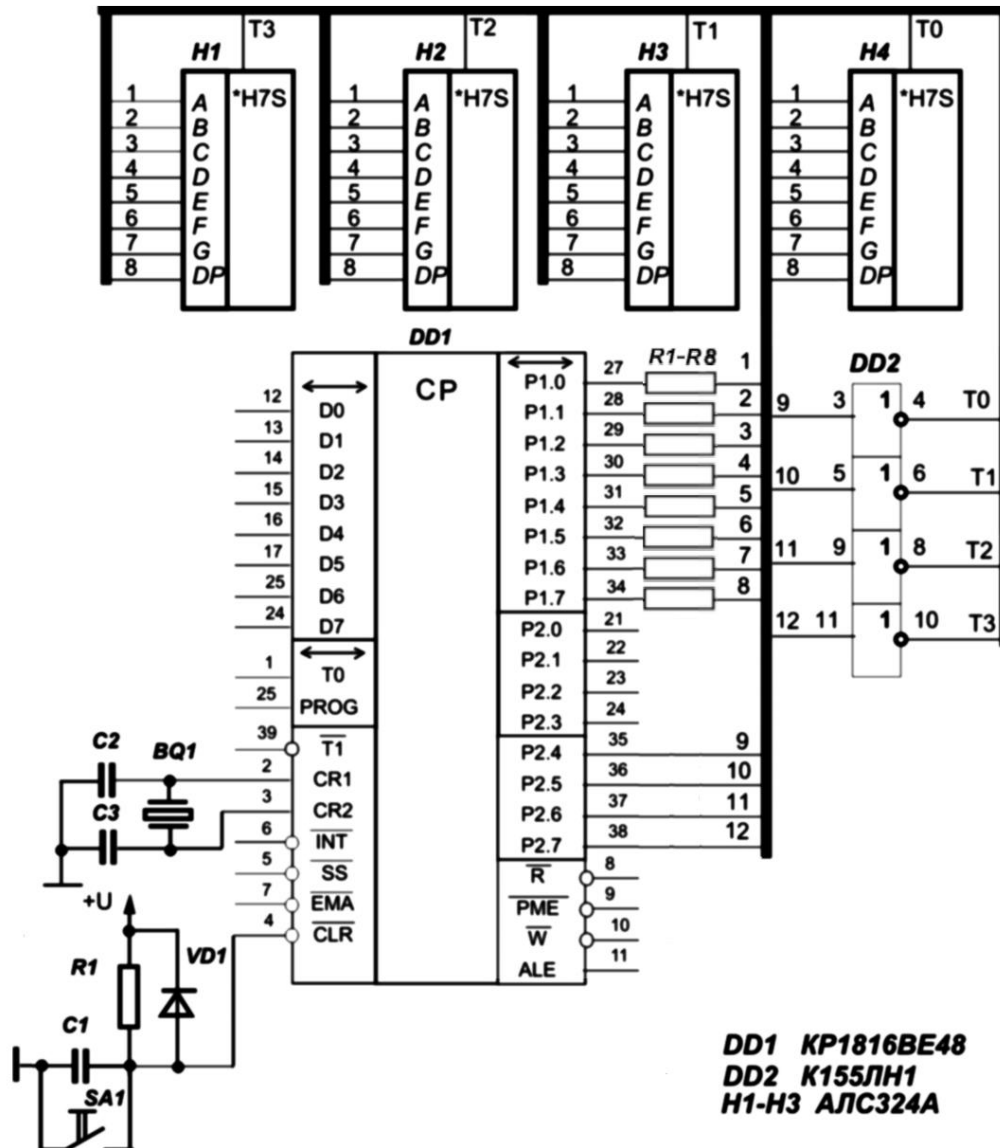 T3
T2
T1
T0
H1
H2
H3
H4
1 A *H7S
2 B
3 C
4 D
5 E
6 F
7 G
8 DP
1 A *H7S
2 B
3 C
4 D
5 E
6 F
7 G
8 DP
1 A *H7S
2 B
3 C
4 D
5 E
6 F
7 G
8 DP
1 A *H7S
2 B
3 C
4 D
5 E
6 F
7 G
8 DP
DD1
CP
12 D0
13 D1
14 D2
15 D3
16 D4
17 D5
25 D6
24 D7
1 T0
25 PROG
39 T1
2 CR1
3 CR2
6 INT
5 SS
7 EMA
4 CLR
R1-R8
P1.0 27 1
P1.1 28 2
P1.2 29 3
P1.3 30 4
P1.4 31 5
P1.5 32 6
P1.6 33 7
P1.7 34 8
P2.0 21
P2.1 22
P2.2 23
P2.3 24
P2.4 35 9
P2.5 36 10
P2.6 37 11
P2.7 38 12
R 8
PME 9
W 10
ALE 11
DD2
9 3 1 4 T0
10 5 1 6 T1
11 9 1 8 T2
12 11 1 10 T3
C2
BQ1
C3
+U
R1
VD1
C1
SA1
DD1 КР1816ВЕ48
DD2 К155ЛН1
H1-H3 АЛС324А